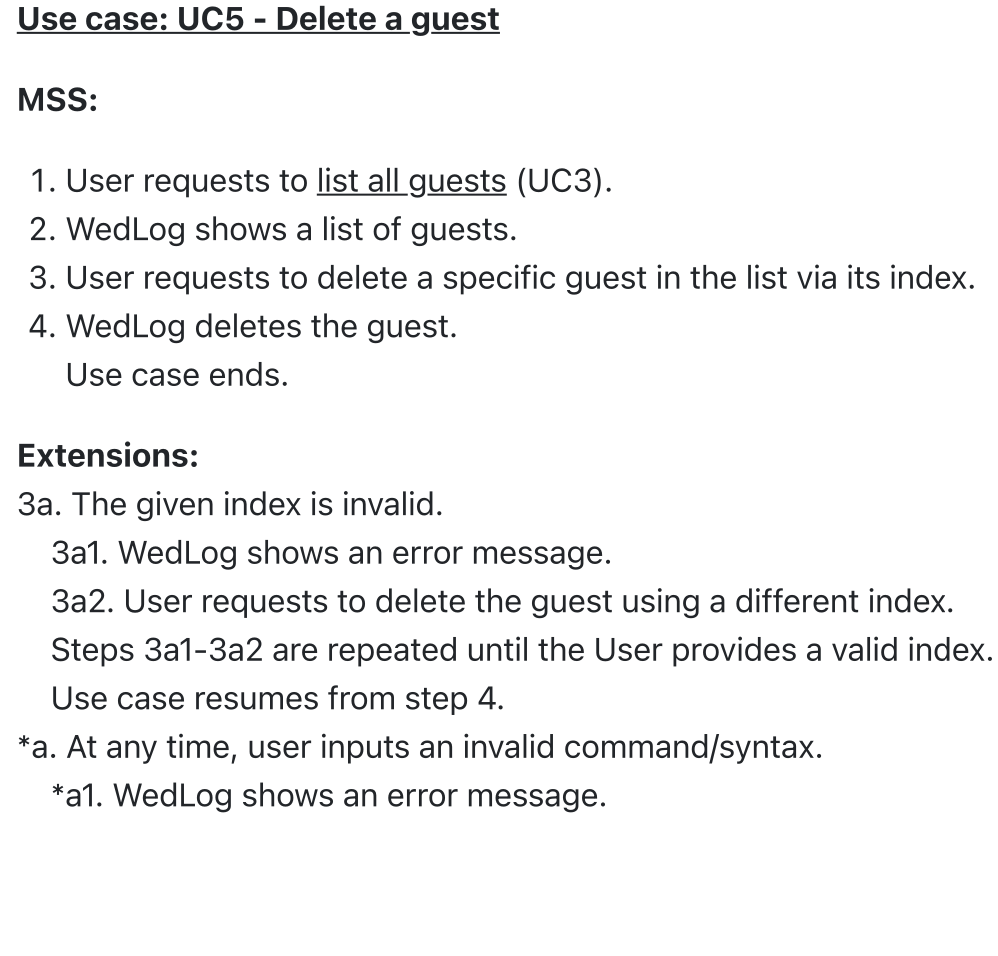 Use case: UC5 - Delete a guest
MSS:
1. User requests to list all guests (UC3).
2. WedLog shows a list of guests.
3. User requests to delete a specific guest in the list via its index.
4. WedLog deletes the guest.
Use case ends.
Extensions:
3a. The given index is invalid.
3a1. WedLog shows an error message.
3a2. User requests to delete the guest using a different index.
Steps 3a1-3a2 are repeated until the User provides a valid index.
Use case resumes from step 4.
*a. At any time, user inputs an invalid command/syntax.
*a1. WedLog shows an error message.